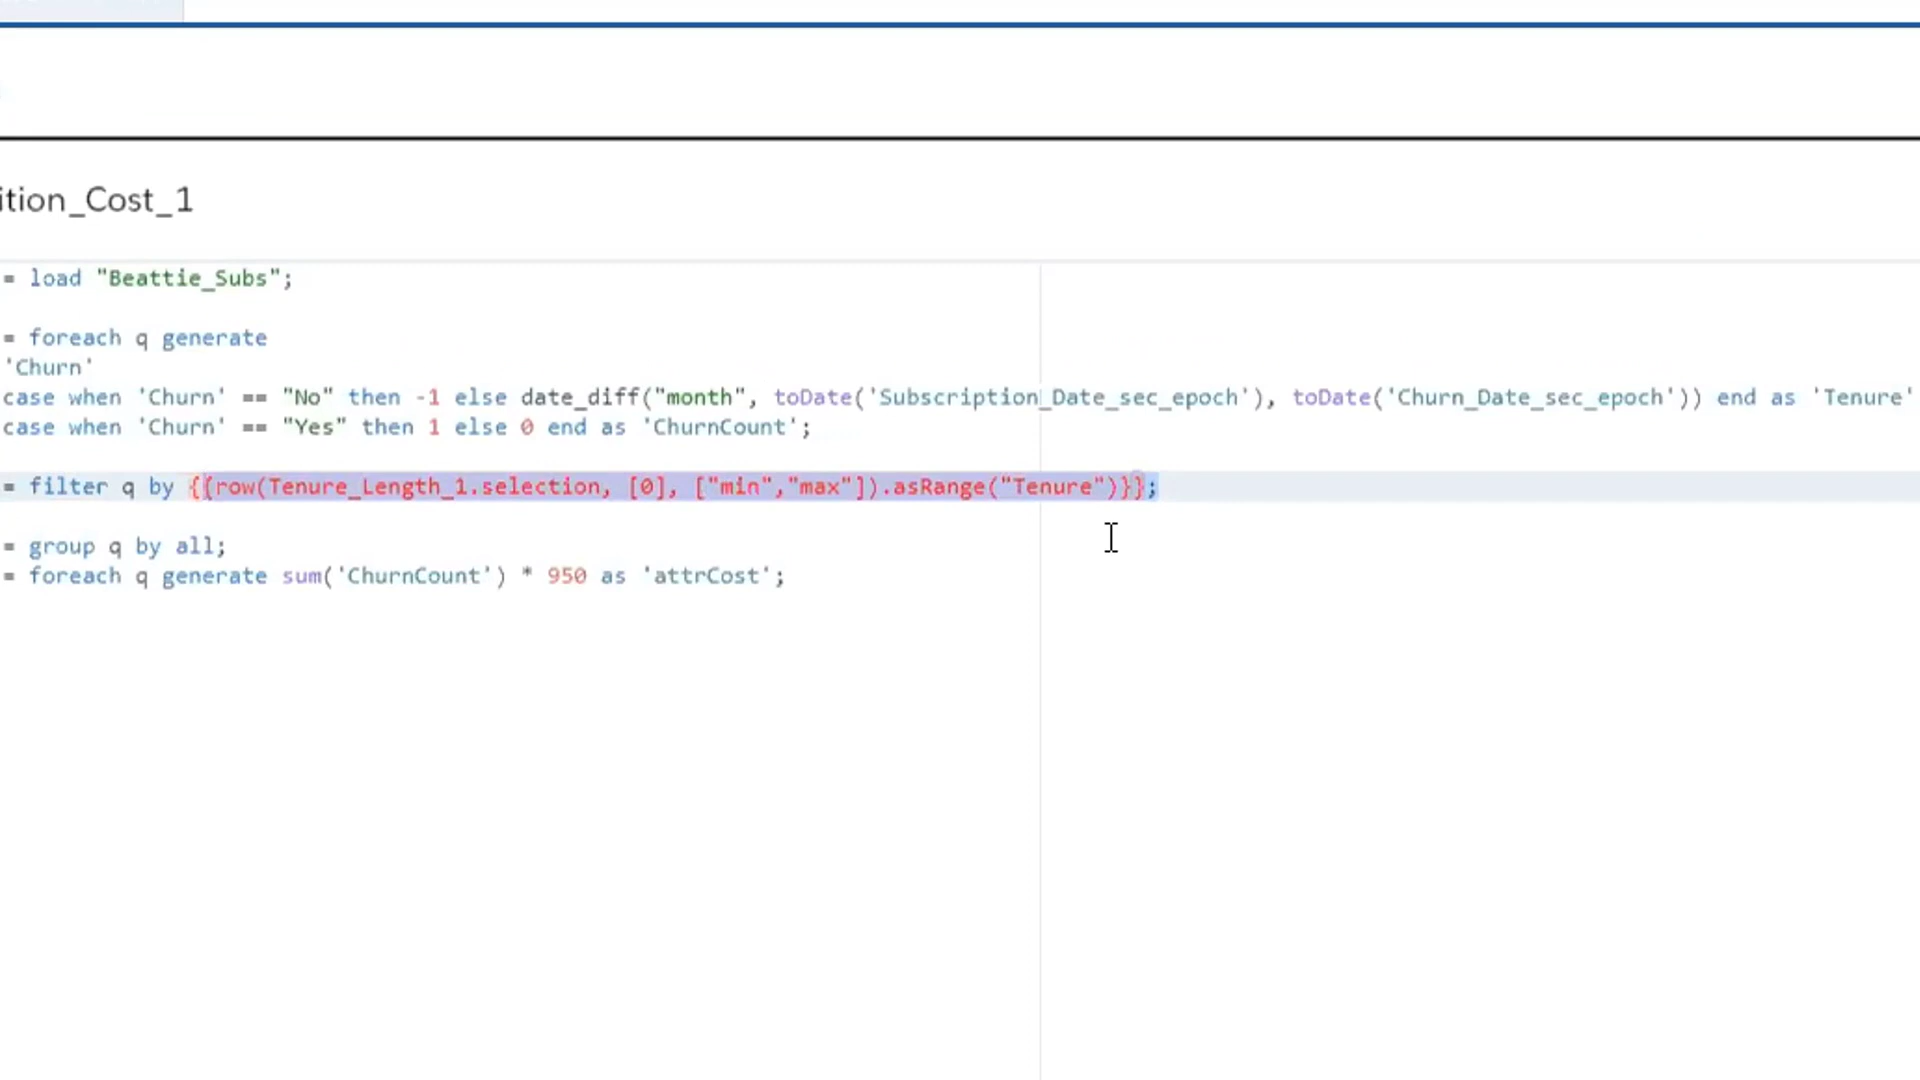 ition_Cost_1
= load "Beattie_Subs";
= foreach q generate
'Churn'
case when 'Churn' == "No" then -1 else date_diff("month", toDate('Subscription_Date_sec_epoch'), toDate('Churn_Date_sec_epoch')) end as 'Tenure'
case when 'Churn' == "Yes" then 1 else 0 end as 'ChurnCount';
= filter q by {{row(Tenure_Length_1.selection, [0], ["min","max"]).asRange("Tenure")}};
= group q by all;
= foreach q generate sum('ChurnCount') * 950 as 'attrCost';